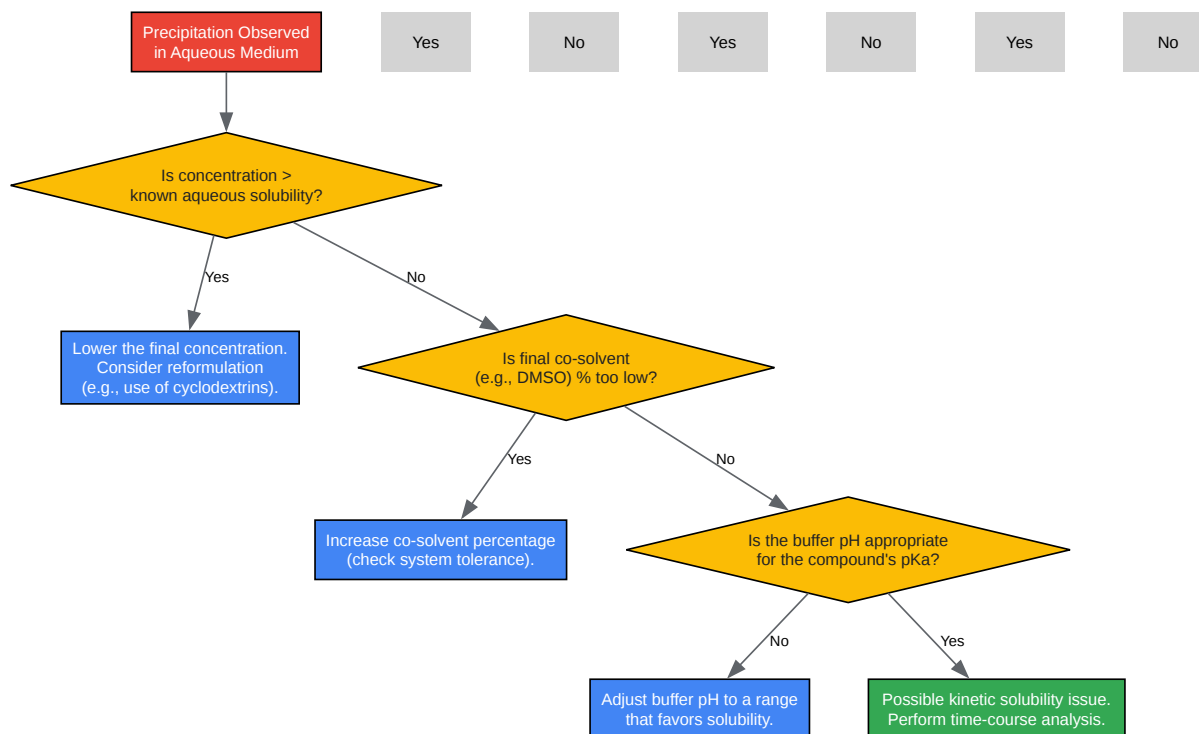 Precipitation Observed
in Aqueous Medium
Yes
No
Yes
No
Yes
No
Is concentration >
known aqueous solubility?
Yes
No
Lower the final concentration.
Consider reformulation
(e.g., use of cyclodextrins).
Is final co-solvent
(e.g., DMSO) % too low?
Yes
No
Increase co-solvent percentage
(check system tolerance).
Is the buffer pH appropriate
for the compound's pKa?
No
Yes
Adjust buffer pH to a range
that favors solubility.
Possible kinetic solubility issue.
Perform time-course analysis.